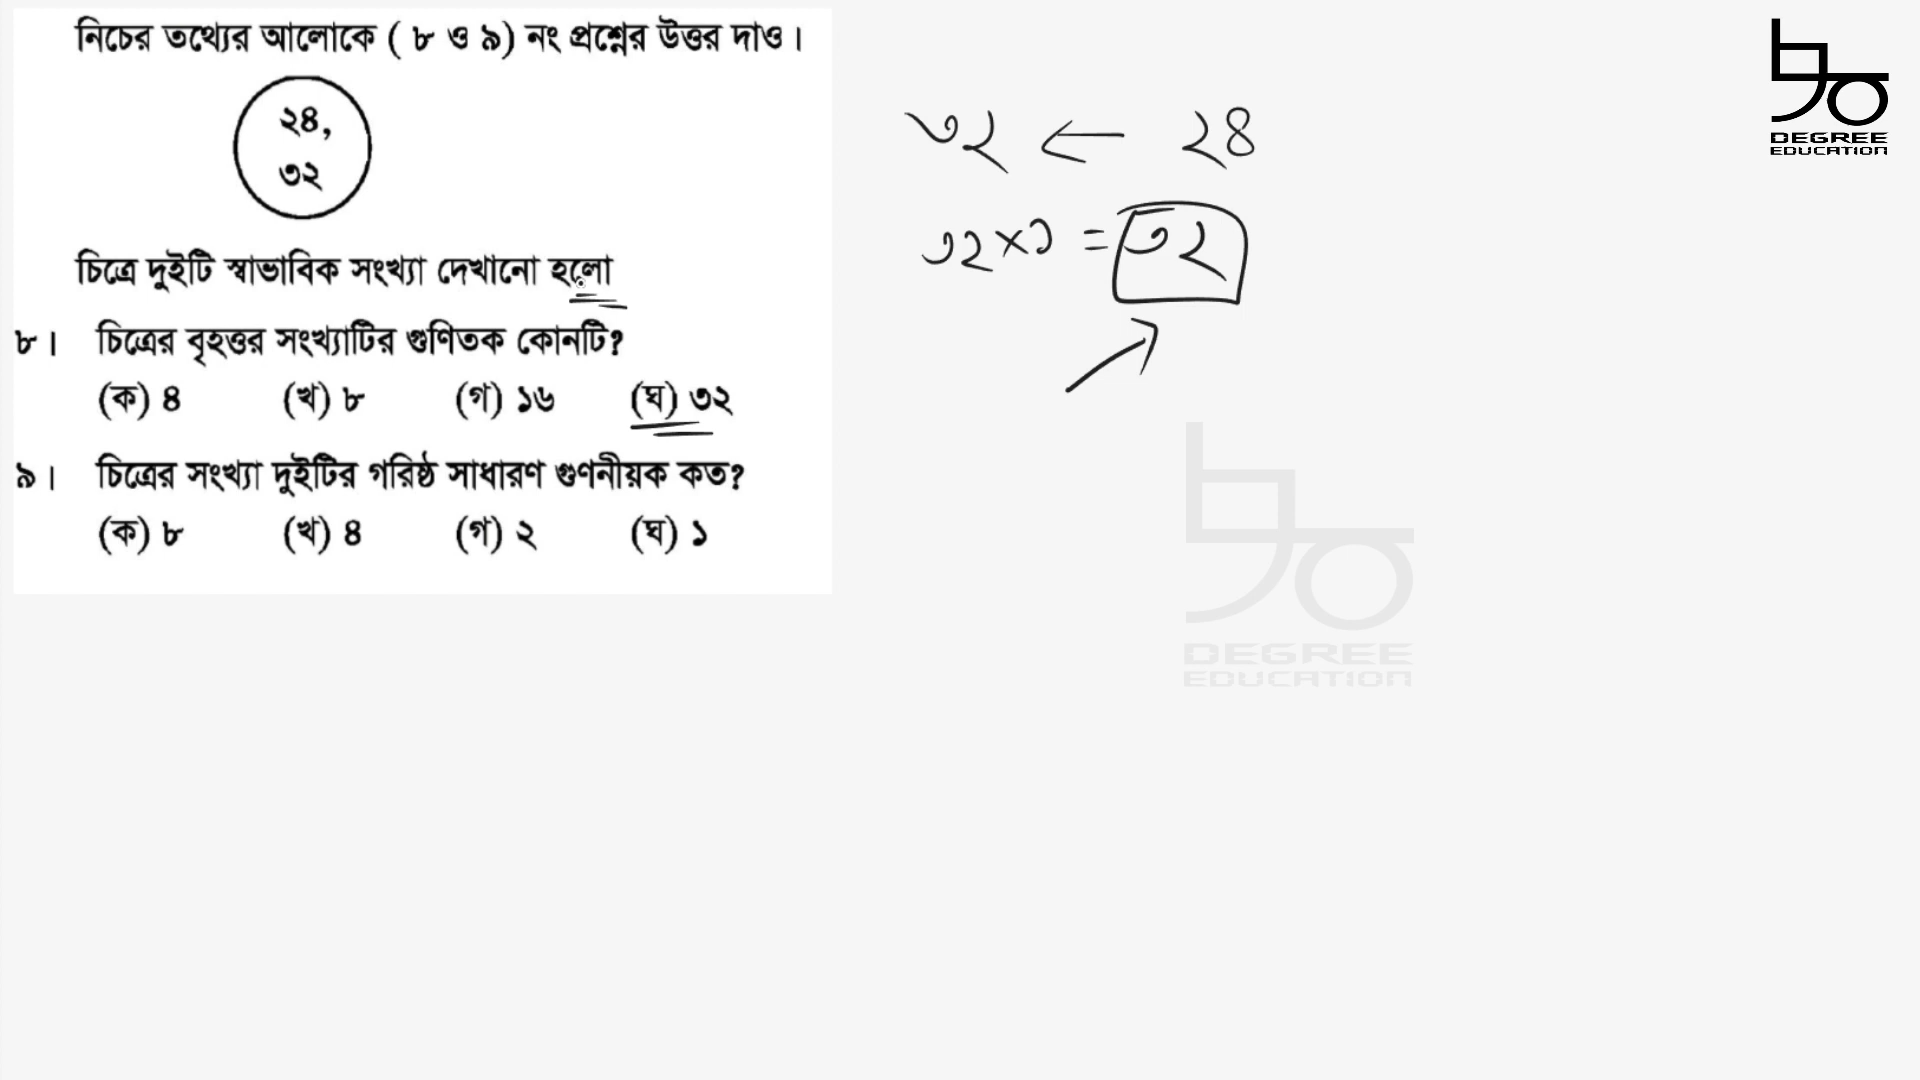 নিচের তথ্যের আলোকে ( ৮ ও ৯) নং প্রশ্নের উত্তর দাও।
২৪,
৩২
চিত্রে দুইটি স্বাভাবিক সংখ্যা দেখানো হলো
৮। চিত্রের বৃহত্তর সংখ্যাটির গুণিতক কোনটি?
(ক) ৪ (খ) ৮ (গ) ১৬ (ঘ) ৩২
৯। চিত্রের সংখ্যা দুইটির গরিষ্ঠ সাধারণ গুণনীয়ক কত?
(ক) ৮ (খ) ৪ (গ) ২ (ঘ) ১
৩২ ← ২৪
৩২×১ = ৩২
DEGREE
EDUCATION
DEGREE
EDUCATION